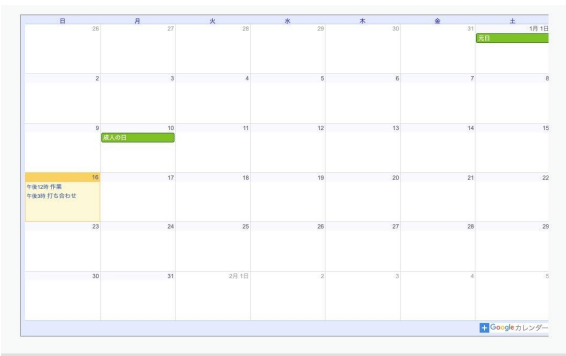 日 月 火 水 木 金 土
26 27 28 29 30 31 1月 1日
元日
2 3 4 5 6 7 8
9 10 11 12 13 14 15
成人の日
16 17 18 19 20 21 22
午後12時 作業
午後3時 打ち合わせ
23 24 25 26 27 28 29
30 31 2月 1日 2 3 4 5
Googleカレンダー